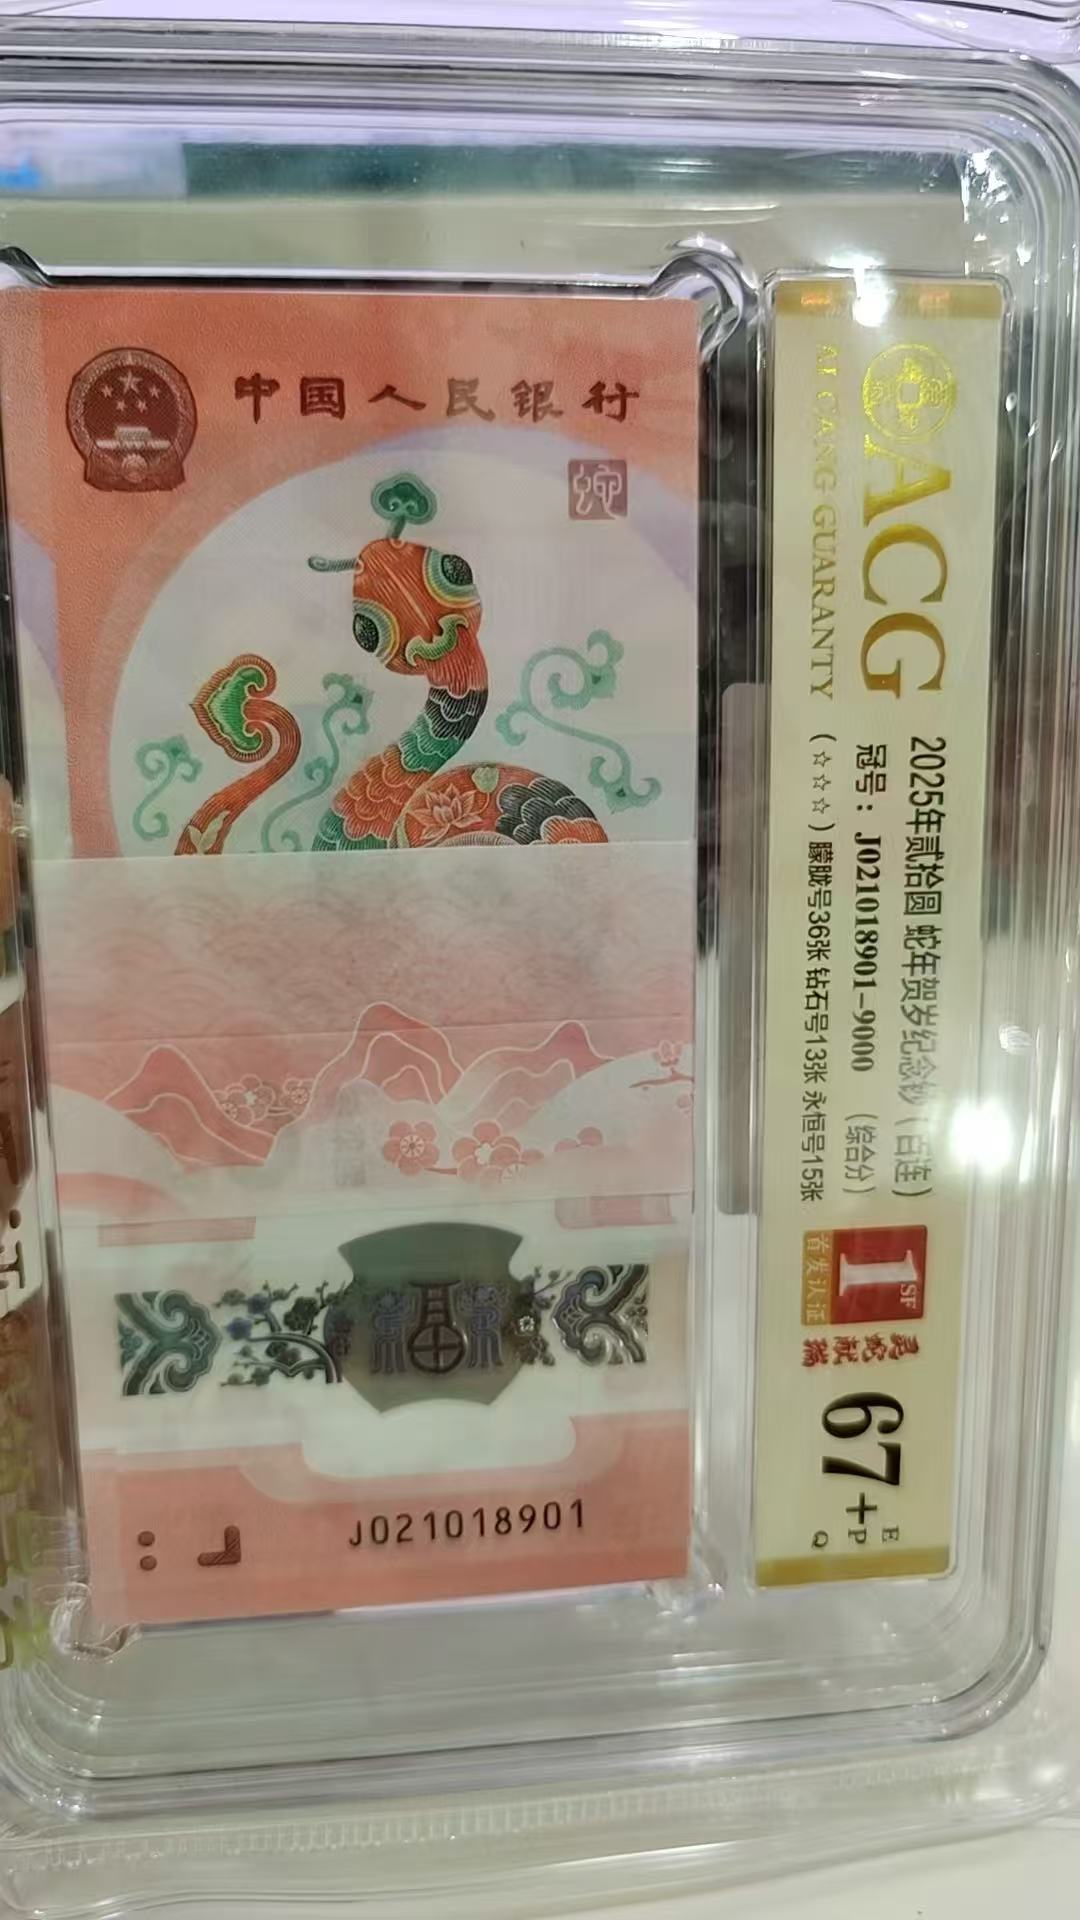 中国人民银行
蛇
J021018901
ACG
AI CANG GUARANTY
2025年贰拾圆 蛇年贺岁纪念钞(百连)
冠号:J021018901-9000 (综合分)
(☆☆☆)朦胧号36张 钻石号13张 永恒号15张
1SF
首发认证
灵蛇献瑞
67+
E
P
Q